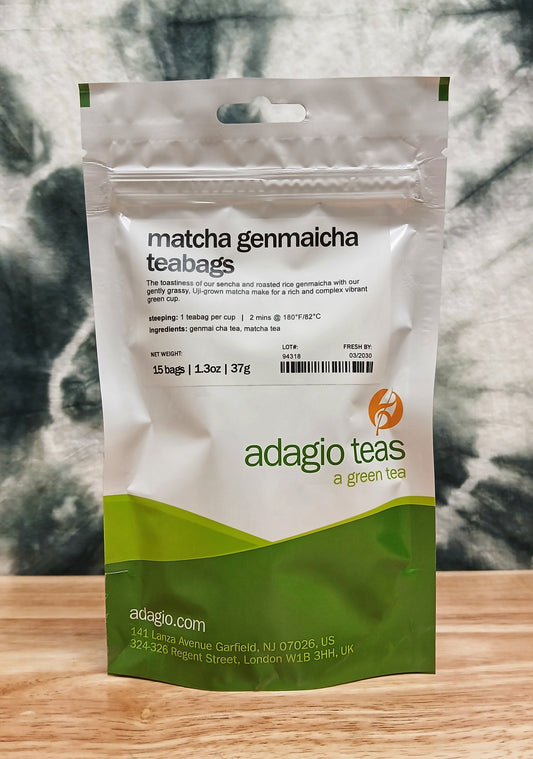 matcha genmaicha
teabags
The toastiness of our sencha and roasted rice genmaicha with our
gently grassy, Uji-grown matcha make for a rich and complex vibrant
green cup.
steeping: 1 teabag per cup | 2 mins @ 180°F/82°C
ingredients: genmai cha tea, matcha tea
NET WEIGHT:
15 bags | 1.3oz | 37g
LOT#:
94318
FRESH BY:
03/2030
adagio teas
a green tea
adagio.com
141 Lanza Avenue Garfield, NJ 07026, US
324-326 Regent Street, London W1B 3HH, UK